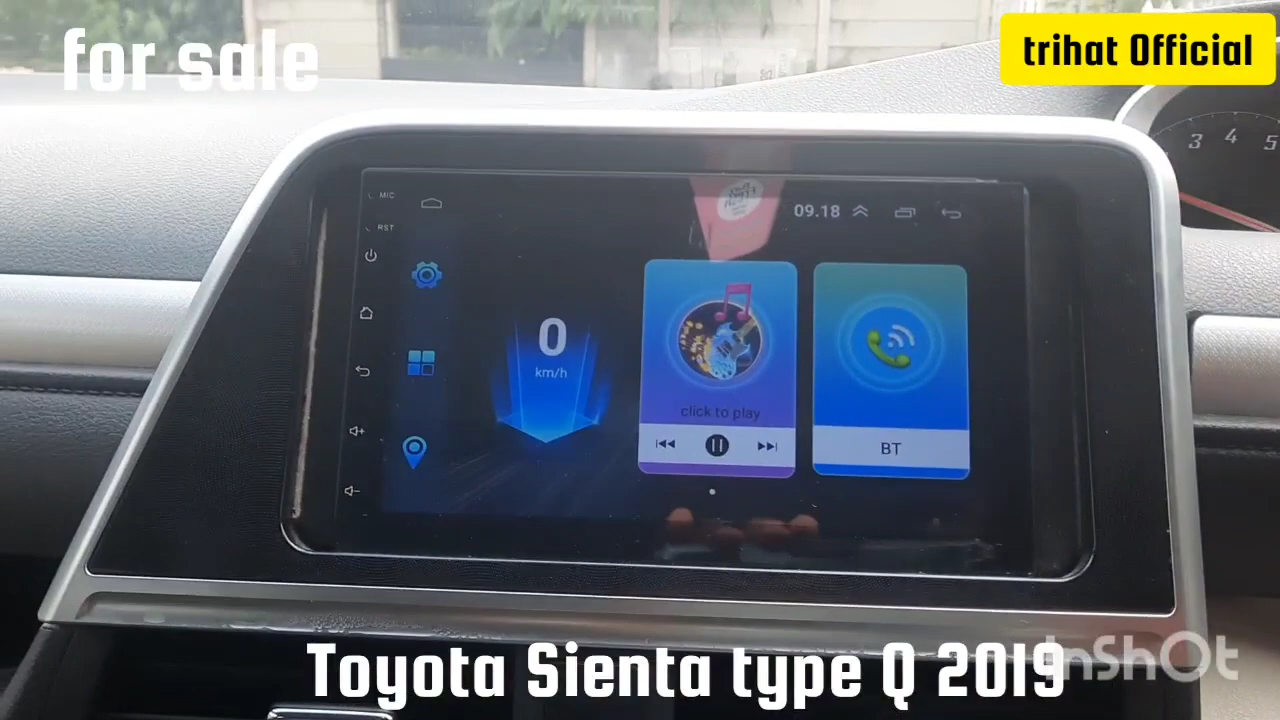 for sale
trihat Official
3 4 5
MIC
RST
09.18
0
km/h
click to play
BT
Toyota Sienta type Q 2019
InShOt